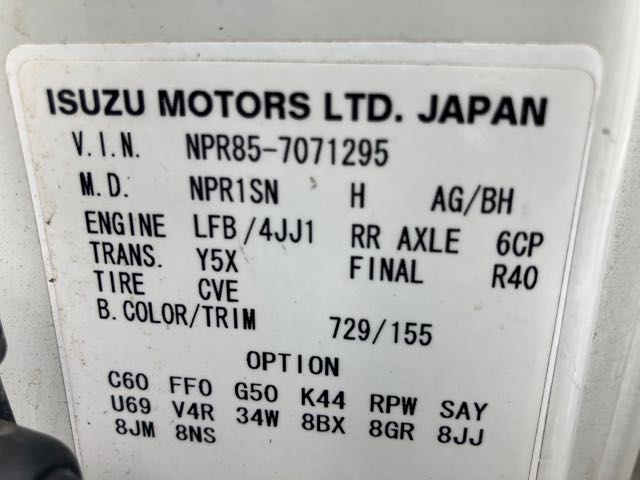 ISUZU MOTORS LTD. JAPAN
V.I.N. NPR85-7071295
M.D. NPR1SN H AG/BH
ENGINE LFB/4JJ1 RR AXLE 6CP
TRANS. Y5X FINAL R40
TIRE CVE
B.COLOR/TRIM 729/155
OPTION
C60 FF0 G50 K44 RPW SAY
U69 V4R 34W 8BX 8GR 8JJ
8JM 8NS